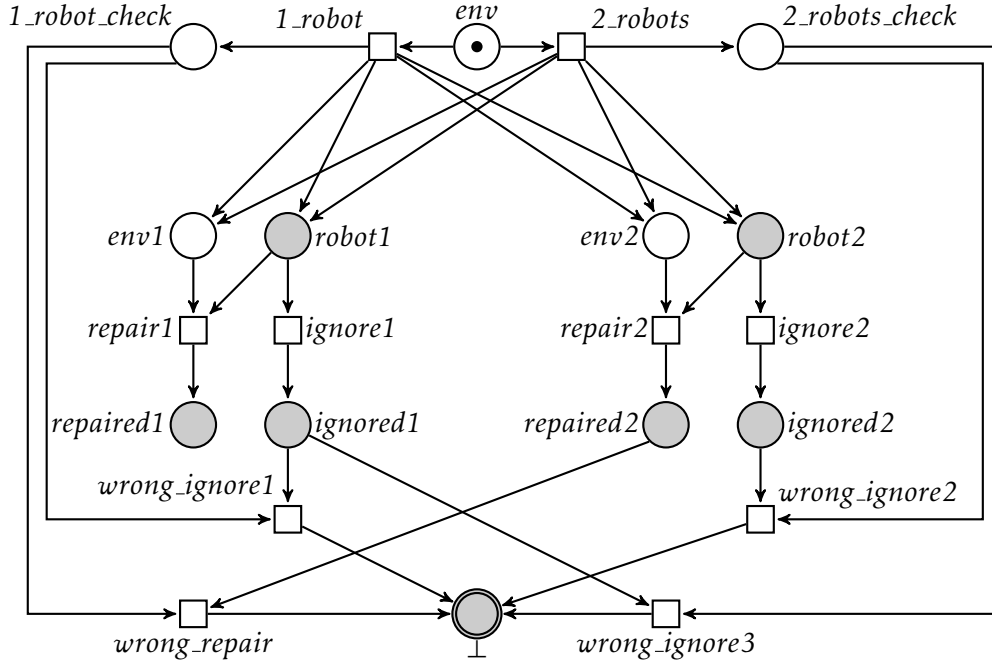 1_robot_check 1_robot env 2_robots 2_robots_check
env1 robot1 env2 robot2
repair1 ignore1 repair2 ignore2
repaired1 ignored1 repaired2 ignored2
wrong_ignore1 wrong_ignore2
wrong_repair ⊥ wrong_ignore3